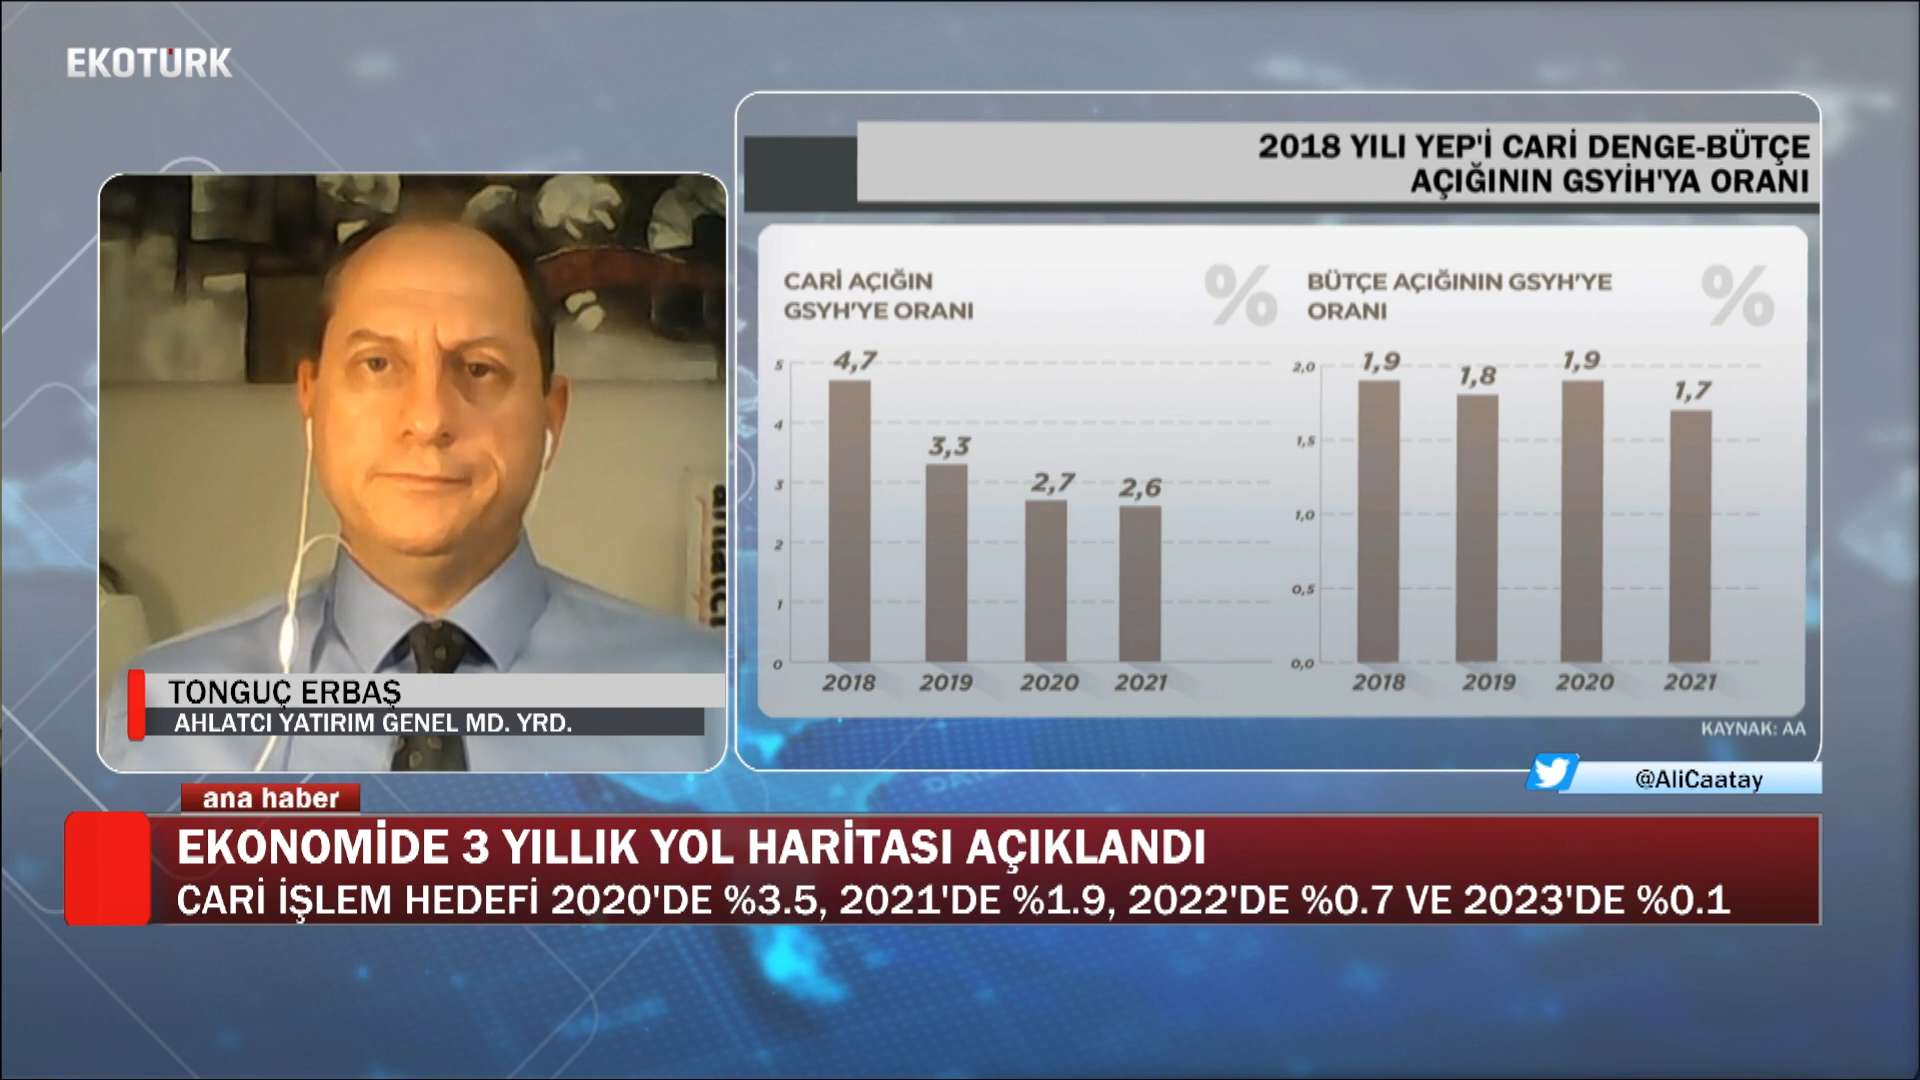 EKOTÜRK
2018 YILI YEP'İ CARİ DENGE-BÜTÇE
AÇIĞININ GSYİH'YA ORANI
CARİ AÇIĞIN
GSYH'YE ORANI
%
5
4
3
2
1
0
4,7
3,3
2,7
2,6
2018 2019 2020 2021
BÜTÇE AÇIĞININ GSYH'YE
ORANI
%
2,0
1,5
1,0
0,5
0,0
1,9
1,8
1,9
1,7
2018 2019 2020 2021
KAYNAK: AA
ahlatcı
TONGUÇ ERBAŞ
AHLATCI YATIRIM GENEL MD. YRD.
@AliCaatay
ana haber
EKONOMİDE 3 YILLIK YOL HARİTASI AÇIKLANDI
CARİ İŞLEM HEDEFİ 2020'DE %3.5, 2021'DE %1.9, 2022'DE %0.7 VE 2023'DE %0.1